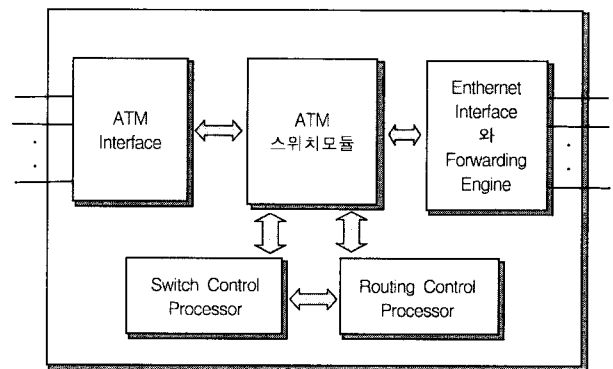 ATM
Interface
ATM
스위치모듈
Enthernet
Interface
와
Forwarding
Engine
Switch Control
Processor
Routing Control
Processor